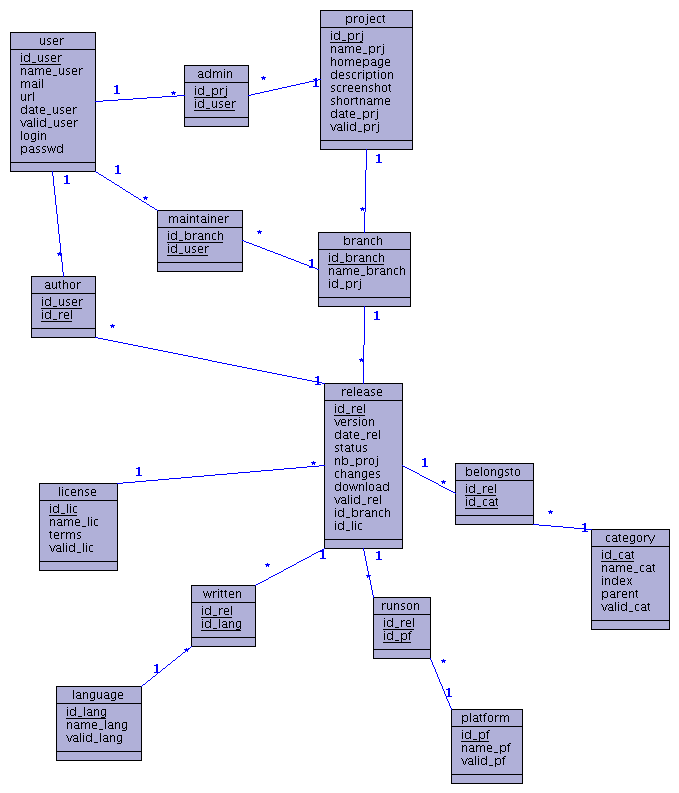 project
id_prj
name_prj
homepage
description
screenshot
shortname
date_prj
valid_prj
user
id_user
name_user
mail
url
date_user
valid_user
login
passwd
admin
id_prj
id_user
1
*
*
1
1
*
1
*
maintainer
id_branch
id_user
*
1
1
*
branch
id_branch
name_branch
id_prj
author
id_user
id_rel
*
1
1
*
release
id_rel
version
date_rel
status
nb_proj
changes
download
valid_rel
id_branch
id_lic
license
id_lic
name_lic
terms
valid_lic
1
*
1
*
belongsto
id_rel
id_cat
*
1
category
id_cat
name_cat
index
parent
valid_cat
written
id_rel
id_lang
*
1
1
*
runson
id_rel
id_pf
1
*
*
1
language
id_lang
name_lang
valid_lang
platform
id_pf
name_pf
valid_pf